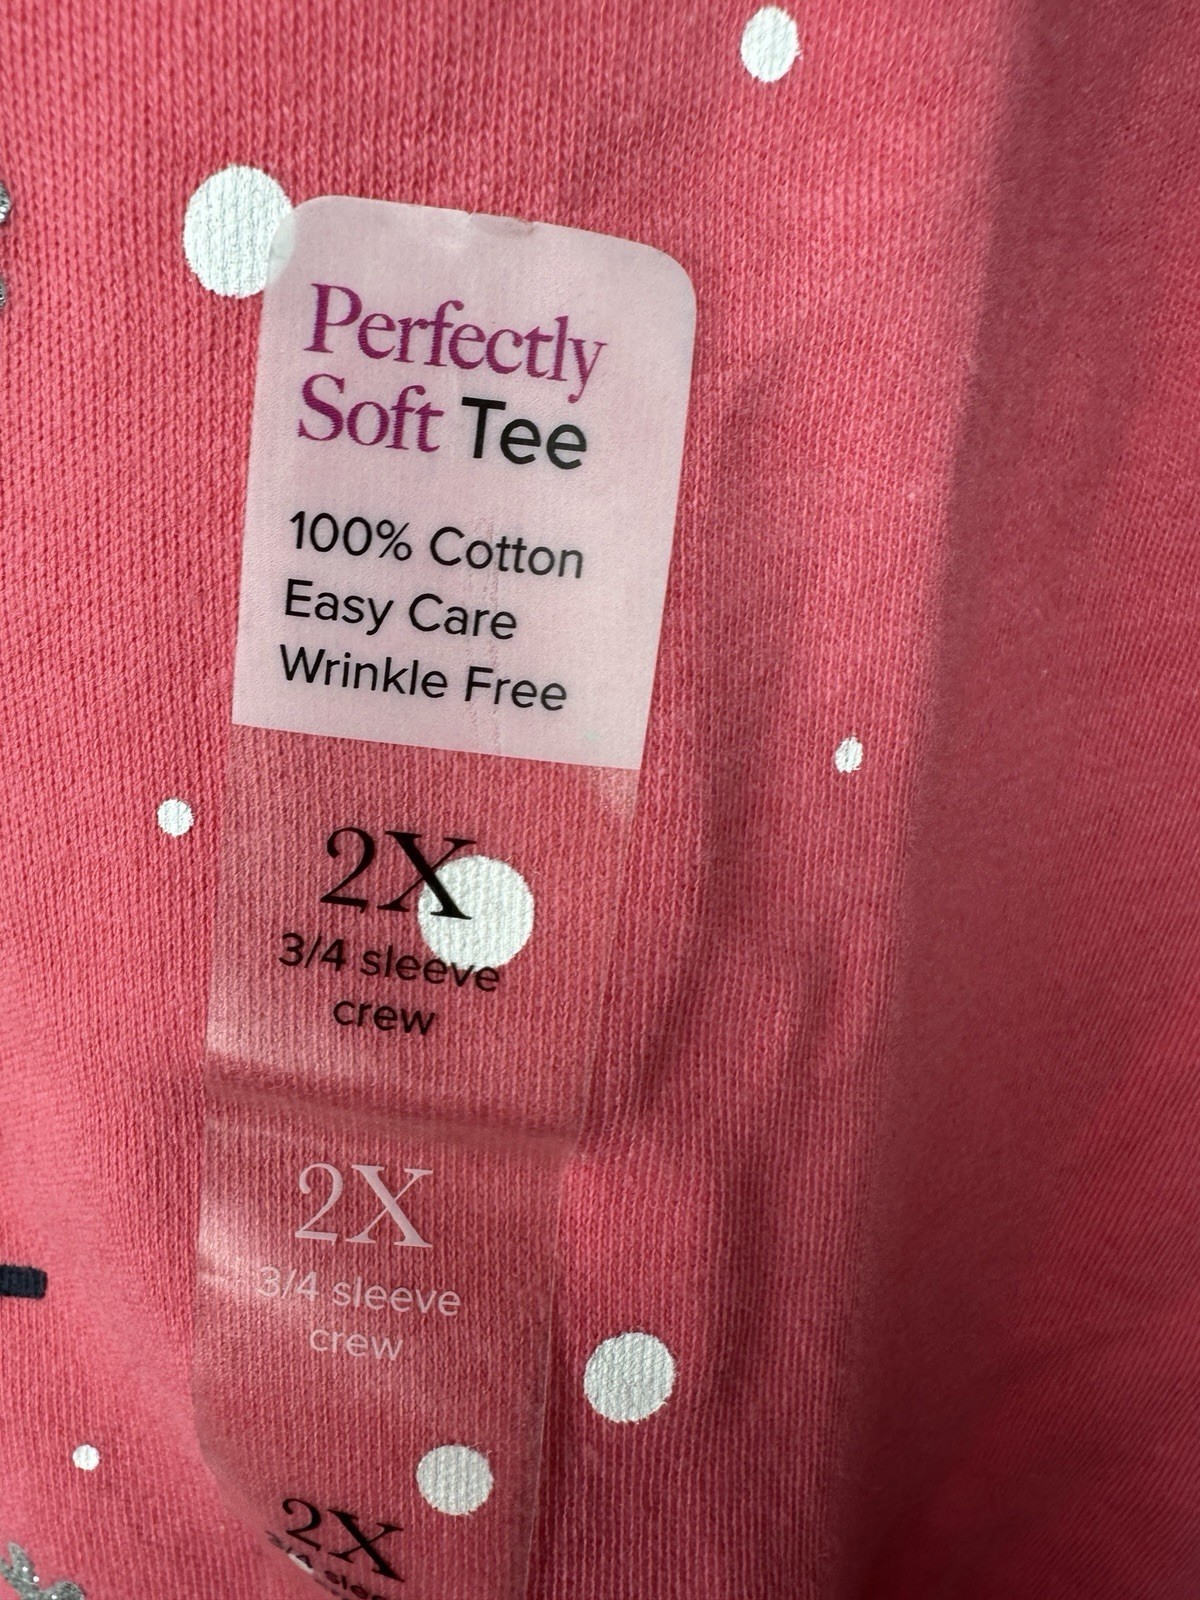 Perfectly
Soft Tee
100% Cotton
Easy Care
Wrinkle Free
2X
3/4 sleeve
crew
2X
3/4 sleeve
crew
2X